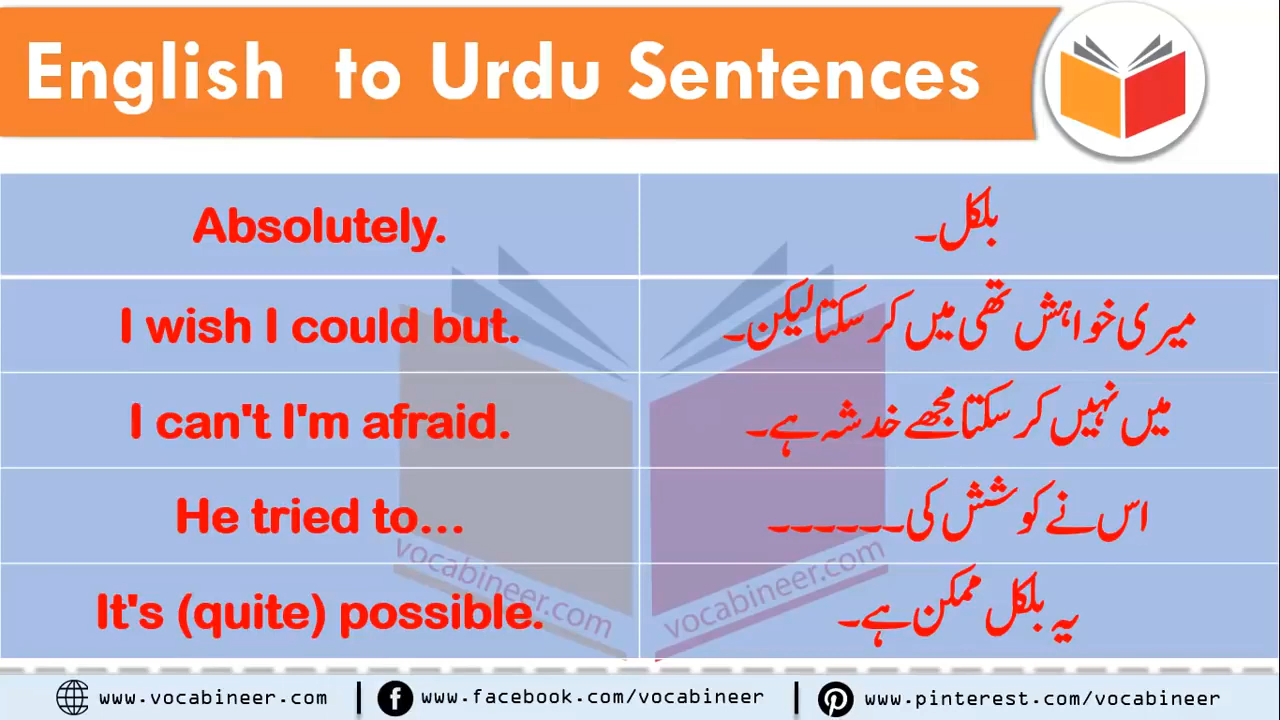 English to Urdu Sentences
Absolutely.
بلکل۔
I wish I could but.
میری خواہش تھی میں کر سکتا لیکن۔
I can't I'm afraid.
میں نہیں کر سکتا مجھے خدشہ ہے۔
He tried to...
اس نے کوشش کی۔۔۔۔۔۔
It's (quite) possible.
یہ بلکل ممکن ہے۔
vocabineer.com
vocabineer.com
www.vocabineer.com | www.facebook.com/vocabineer | www.pinterest.com/vocabineer